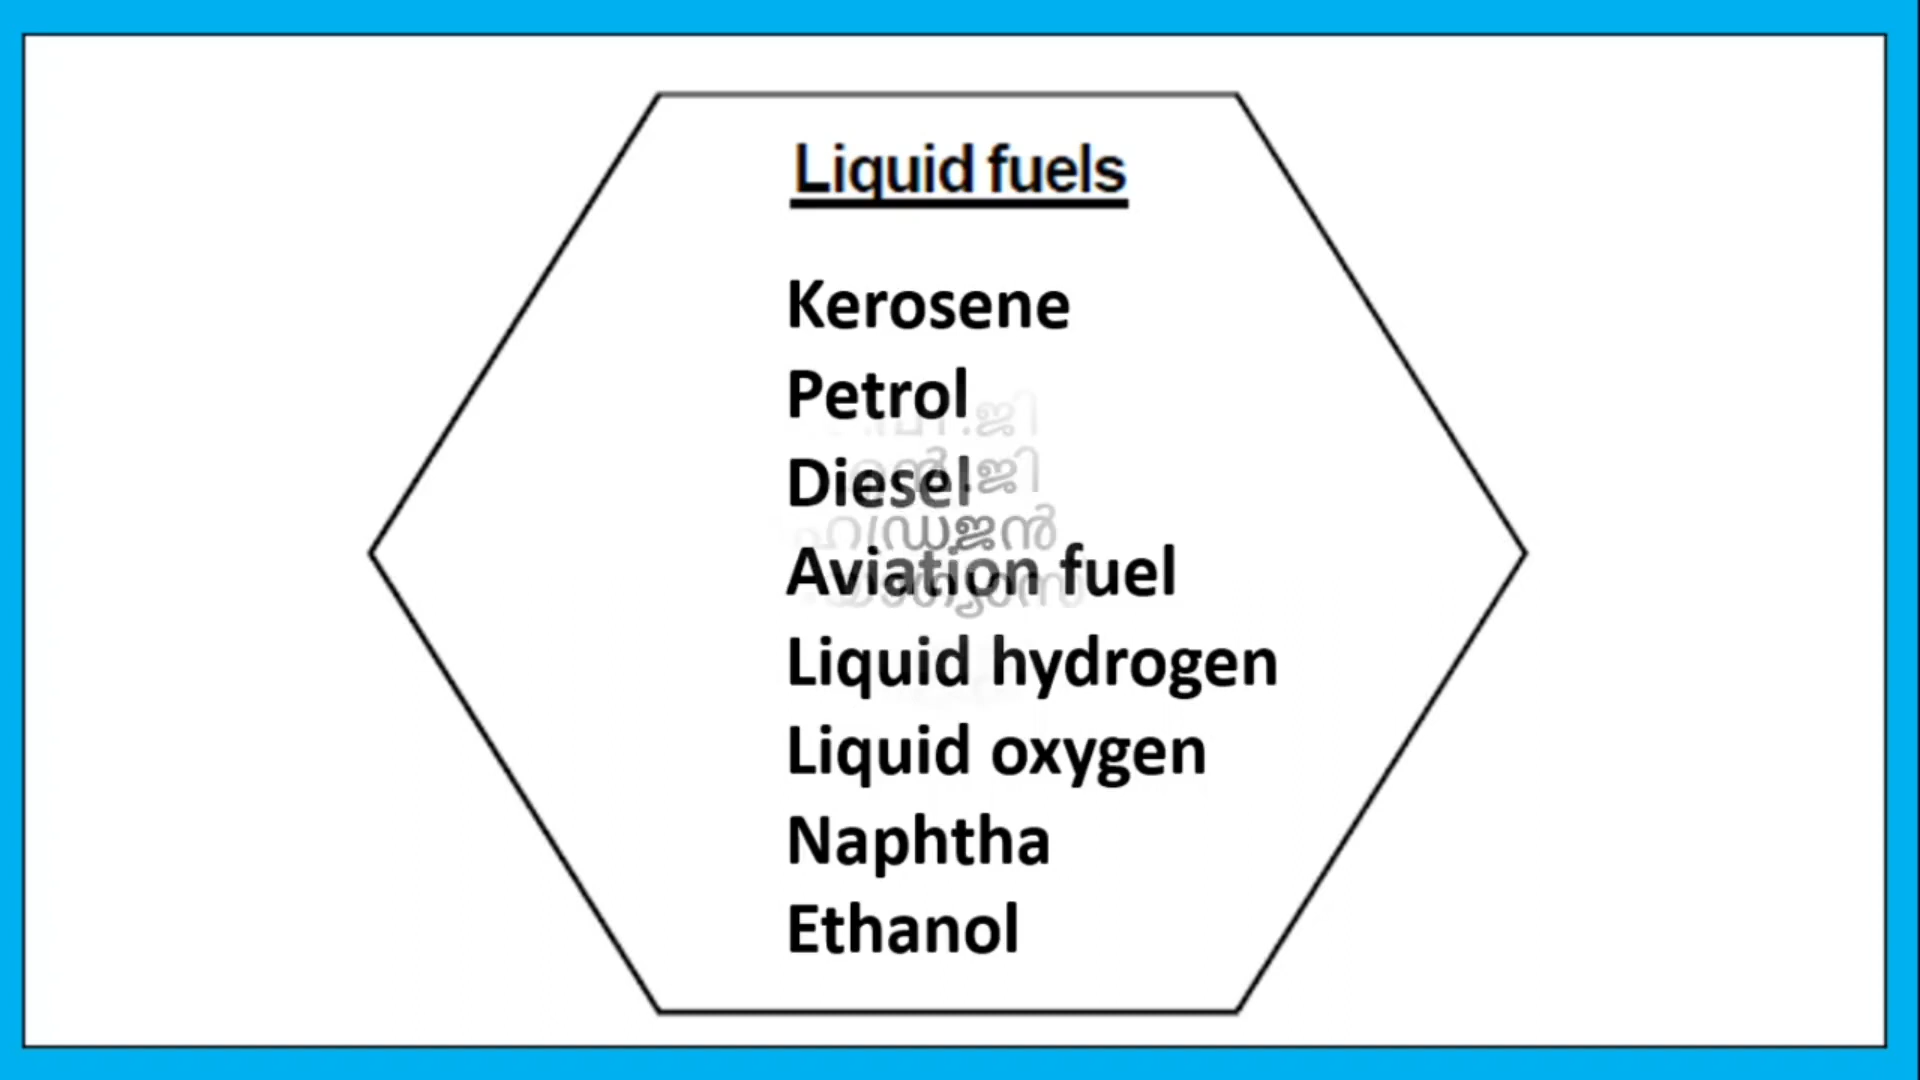 Liquid fuels
Kerosene
Petrol
Diesel
Aviation fuel
Liquid hydrogen
Liquid oxygen
Naphtha
Ethanol